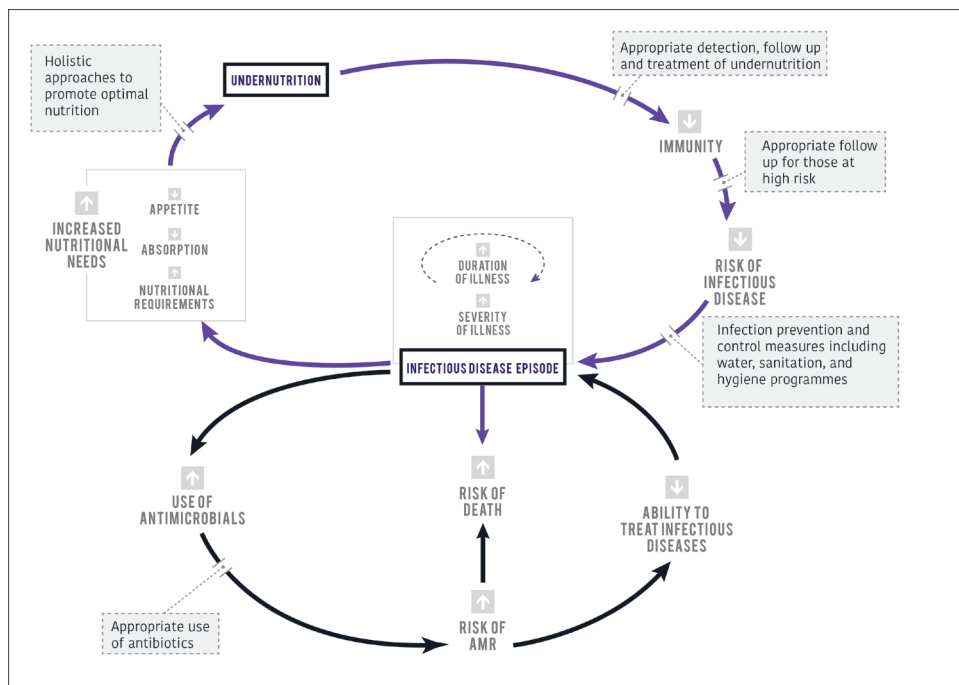 Holistic
approaches to
promote optimal
nutrition
UNDERNUTRITION
Appropriate detection, follow up
and treatment of undernutrition
IMMUNITY
Appropriate follow
up for those at
high risk
INCREASED
NUTRITIONAL
NEEDS
APPETITE
ABSORPTION
NUTRITIONAL
REQUIREMENTS
DURATION
OF ILLNESS
SEVERITY
OF ILLNESS
RISK OF
INFECTIOUS
DISEASE
Infection prevention and
control measures including
water, sanitation, and
hygiene programmes
INFECTIOUS DISEASE EPISODE
USE OF
ANTIMICROBIALS
RISK OF
DEATH
ABILITY TO
TREAT INFECTIOUS
DISEASES
Appropriate use
of antibiotics
RISK OF
AMR